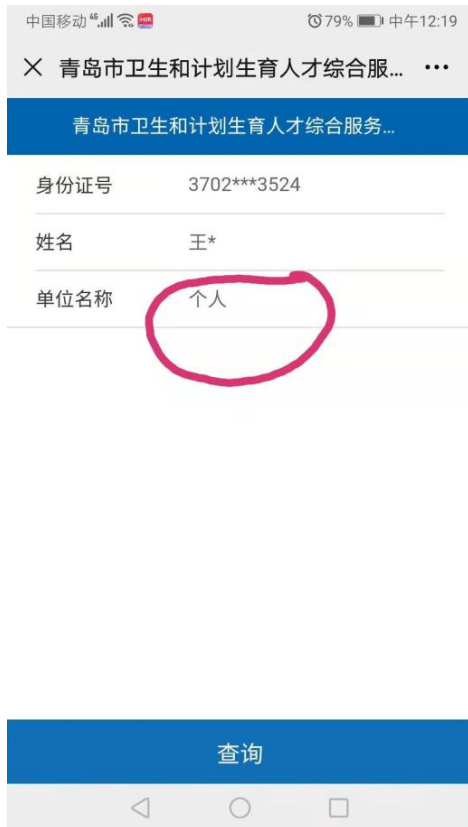 中国移动 46 79% 中午12:19
青岛市卫生和计划生育人才综合服...
青岛市卫生和计划生育人才综合服务...
身份证号 3702***3524
姓名 王*
单位名称 个人
查询